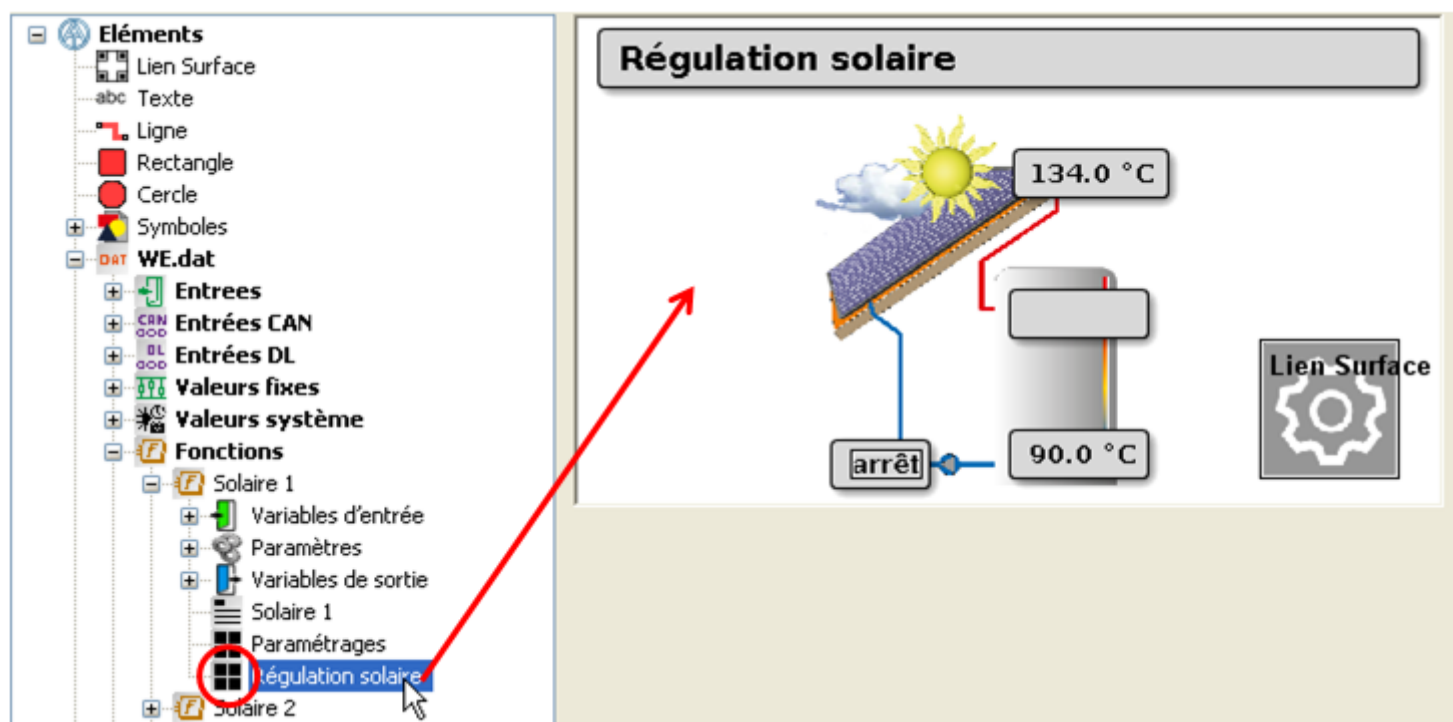 Eléments
Lien Surface
abc Texte
Ligne
Rectangle
Cercle
Symboles
DAT WE.dat
Entrees
CAN Entrées CAN
DL Entrées DL
Valeurs fixes
Valeurs système
Fonctions
Solaire 1
Variables d'entrée
Paramètres
Variables de sortie
Solaire 1
Paramétrages
Régulation solaire
Solaire 2
Régulation solaire
134.0 °C
Lien Surface
arrêt
90.0 °C